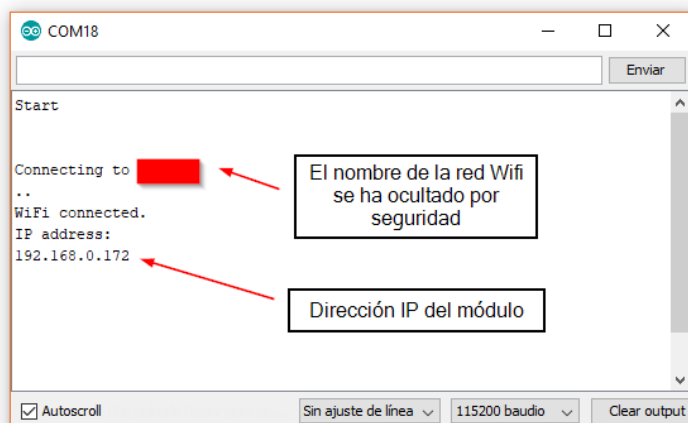 COM18
Enviar
Start
Connecting to
El nombre de la red Wifi
se ha ocultado por
seguridad
..
WiFi connected.
IP address:
192.168.0.172
Dirección IP del módulo
Autoscroll
Sin ajuste de línea
115200 baudio
Clear output